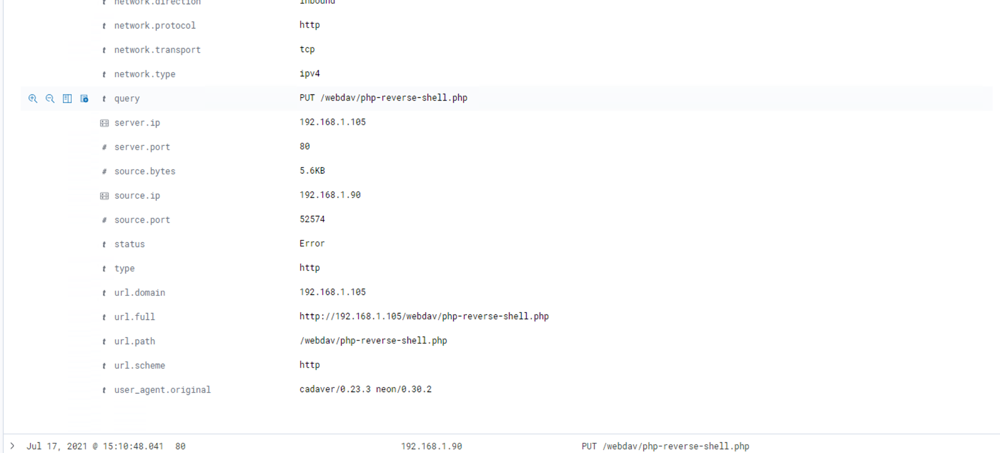 network.direction inbound
network.protocol http
network.transport tcp
network.type ipv4
query PUT /webdav/php-reverse-shell.php
server.ip 192.168.1.105
server.port 80
source.bytes 5.6KB
source.ip 192.168.1.90
source.port 52574
status Error
type http
url.domain 192.168.1.105
url.full http://192.168.1.105/webdav/php-reverse-shell.php
url.path /webdav/php-reverse-shell.php
url.scheme http
user_agent.original cadaver/0.23.3 neon/0.30.2
Jul 17, 2021 @ 15:10:48.041 80 192.168.1.90 PUT /webdav/php-reverse-shell.php